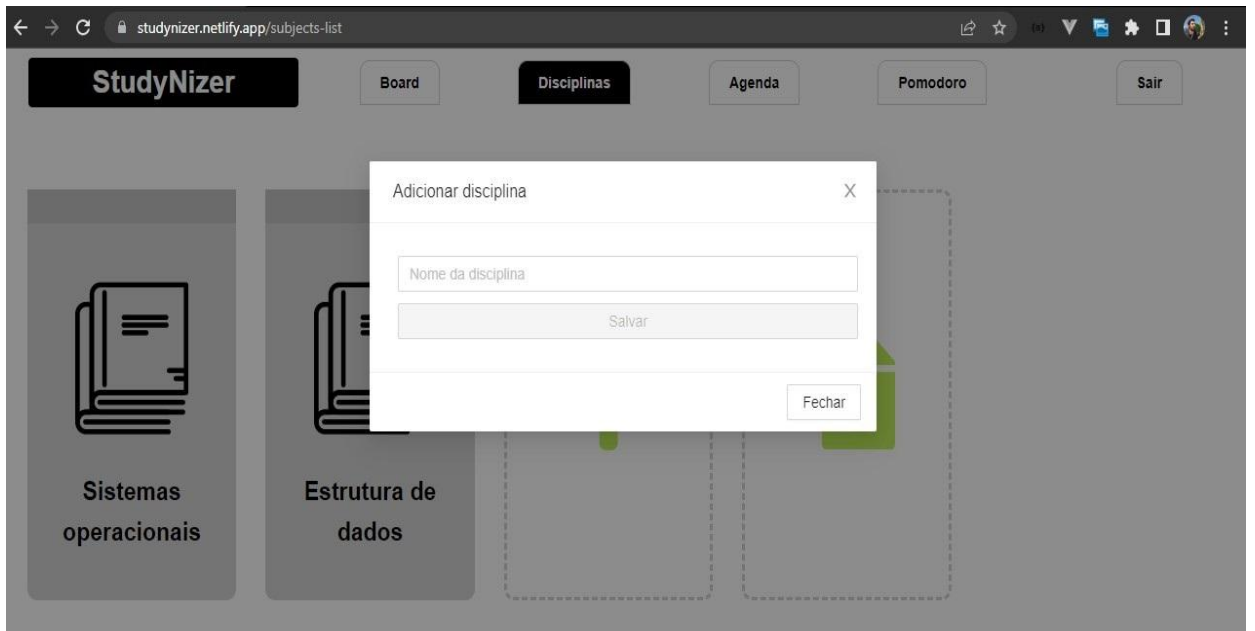 studynizer.netlify.app/subjects-list
StudyNizer
Board
Disciplinas
Agenda
Pomodoro
Sair
Adicionar disciplina
X
Nome da disciplina
Salvar
Fechar
Sistemas
operacionais
Estrutura de
dados